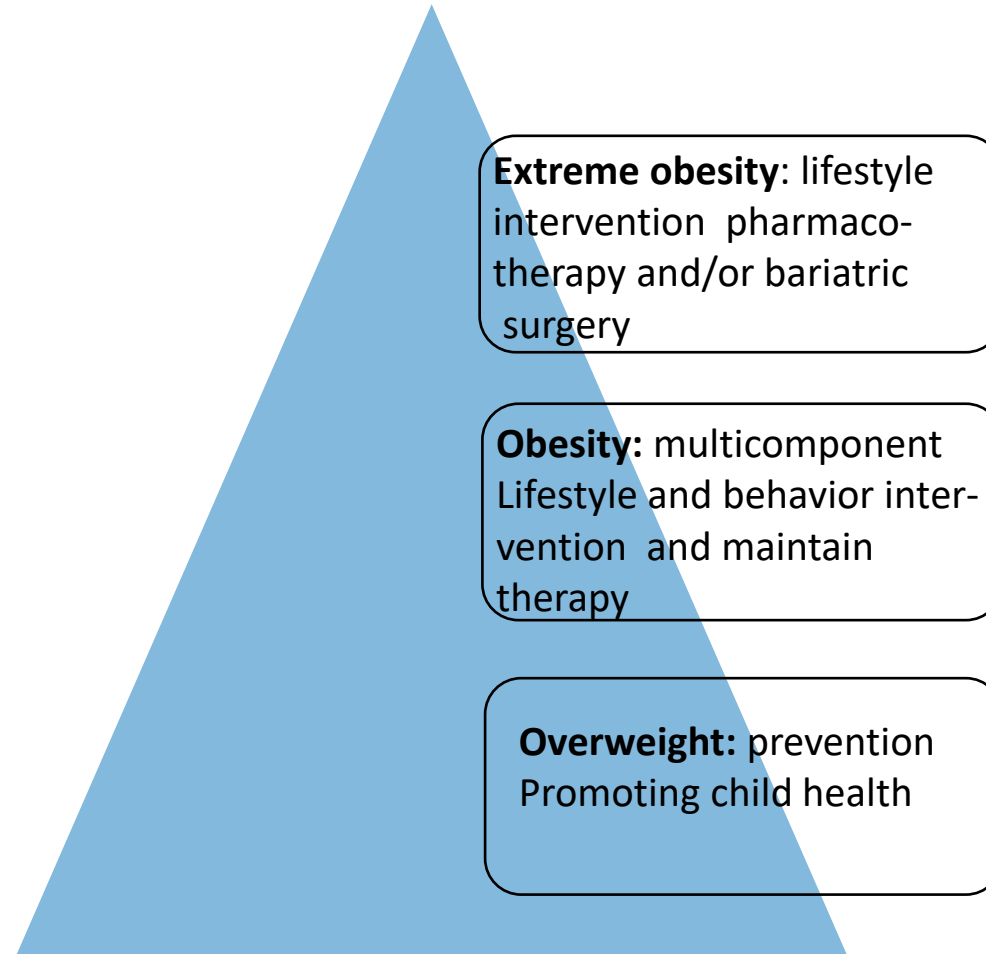 Extreme obesity: lifestyle
intervention  pharmaco-
therapy and/or bariatric
surgery
Obesity: multicomponent
Lifestyle and behavior inter-
vention  and maintain
therapy
Overweight: prevention
Promoting child health